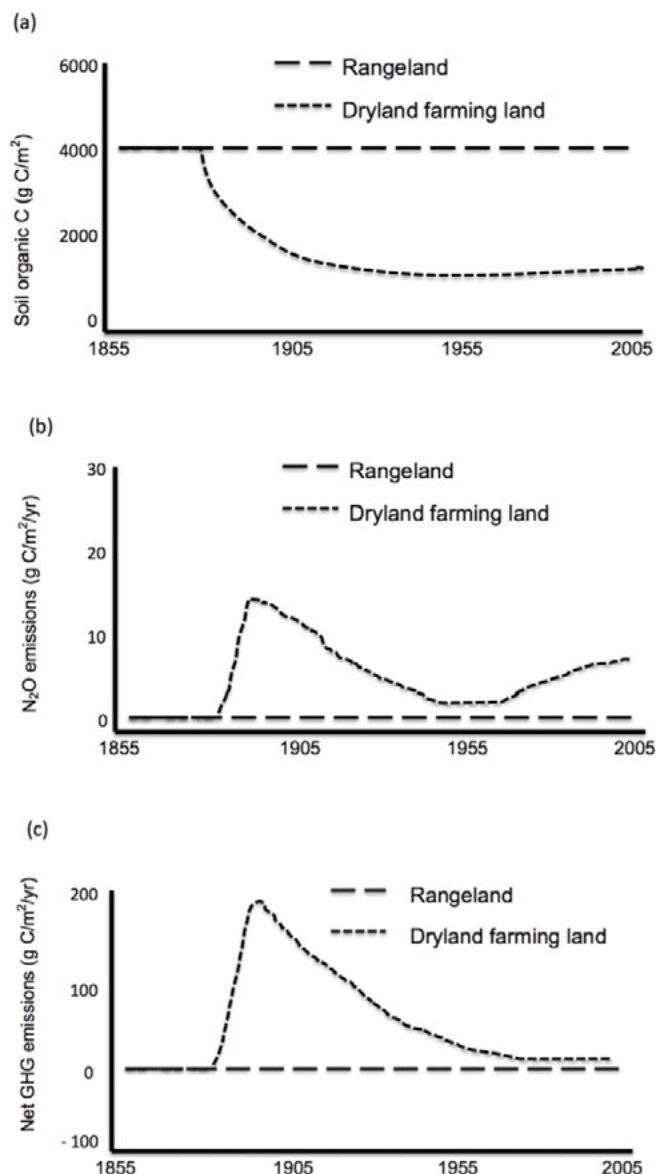 (a)
6000
Rangeland
Dryland farming land
4000
2000
0
Soil organic C (g C/m²)
1855 1905 1955 2005
(b)
30
Rangeland
Dryland farming land
20
10
0
N₂O emissions (g C/m²/yr)
1855 1905 1955 2005
(c)
200
Rangeland
Dryland farming land
100
0
- 100
Net GHG emissions (g C/m²/yr)
1855 1905 1955 2005